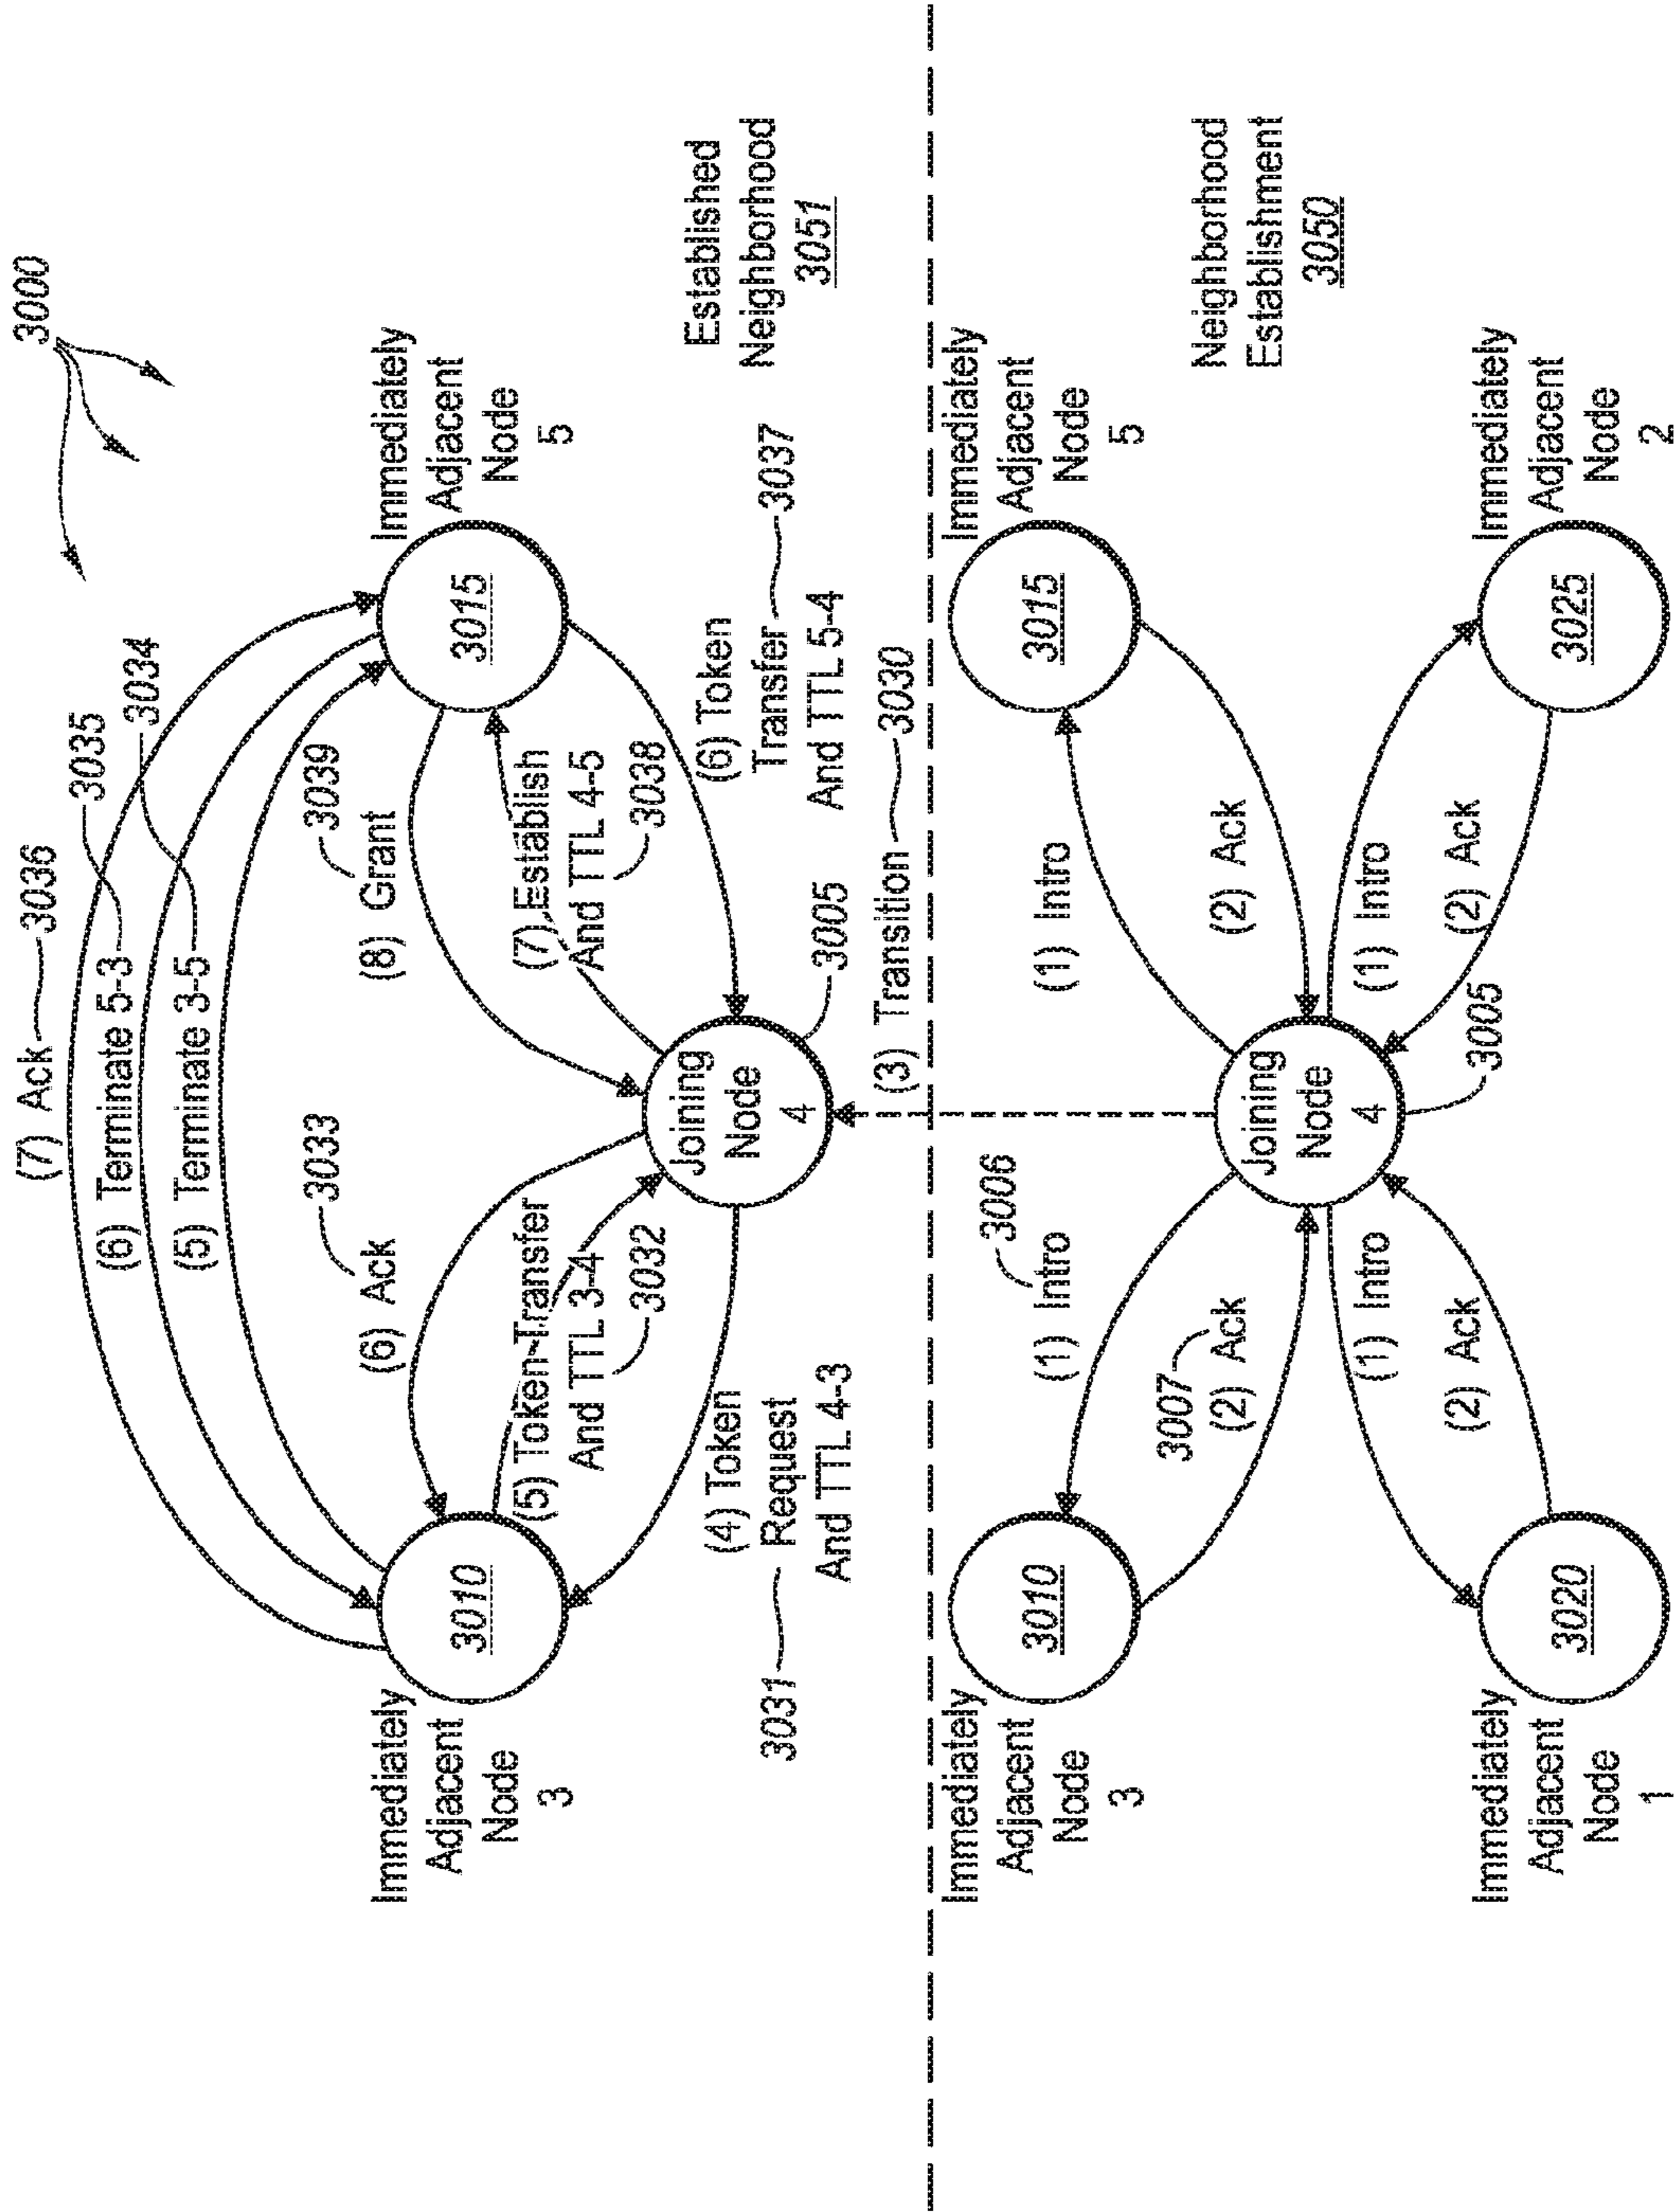 3000
(7) Ack 3036
(6) Terminate 5-3 3035
(5) Terminate 3-5 3034
3033
(6) Ack
3039
(8) Grant
Immediately
Adjacent
Node
3
3010
3015
Immediately
Adjacent
Node
5
(5) Token-Transfer
And TTL 3-4
3032
(7) Establish
And TTL 4-5
3038
Joining
Node
4
3005
3031
(4) Token
Request
And TTL 4-3
(6) Token
Transfer 3037
And TTL 5-4
Established
Neighborhood
3051
(3) Transition 3030
Immediately
Adjacent
Node
3
3010
3006
(1) Intro
3007
(2) Ack
(1) Intro
(2) Ack
3015
Immediately
Adjacent
Node
5
Neighborhood
Establishment
3050
Joining
Node
4
3005
(1) Intro
(2) Ack
(1) Intro
(2) Ack
Immediately
Adjacent
Node
1
3020
3025
Immediately
Adjacent
Node
2